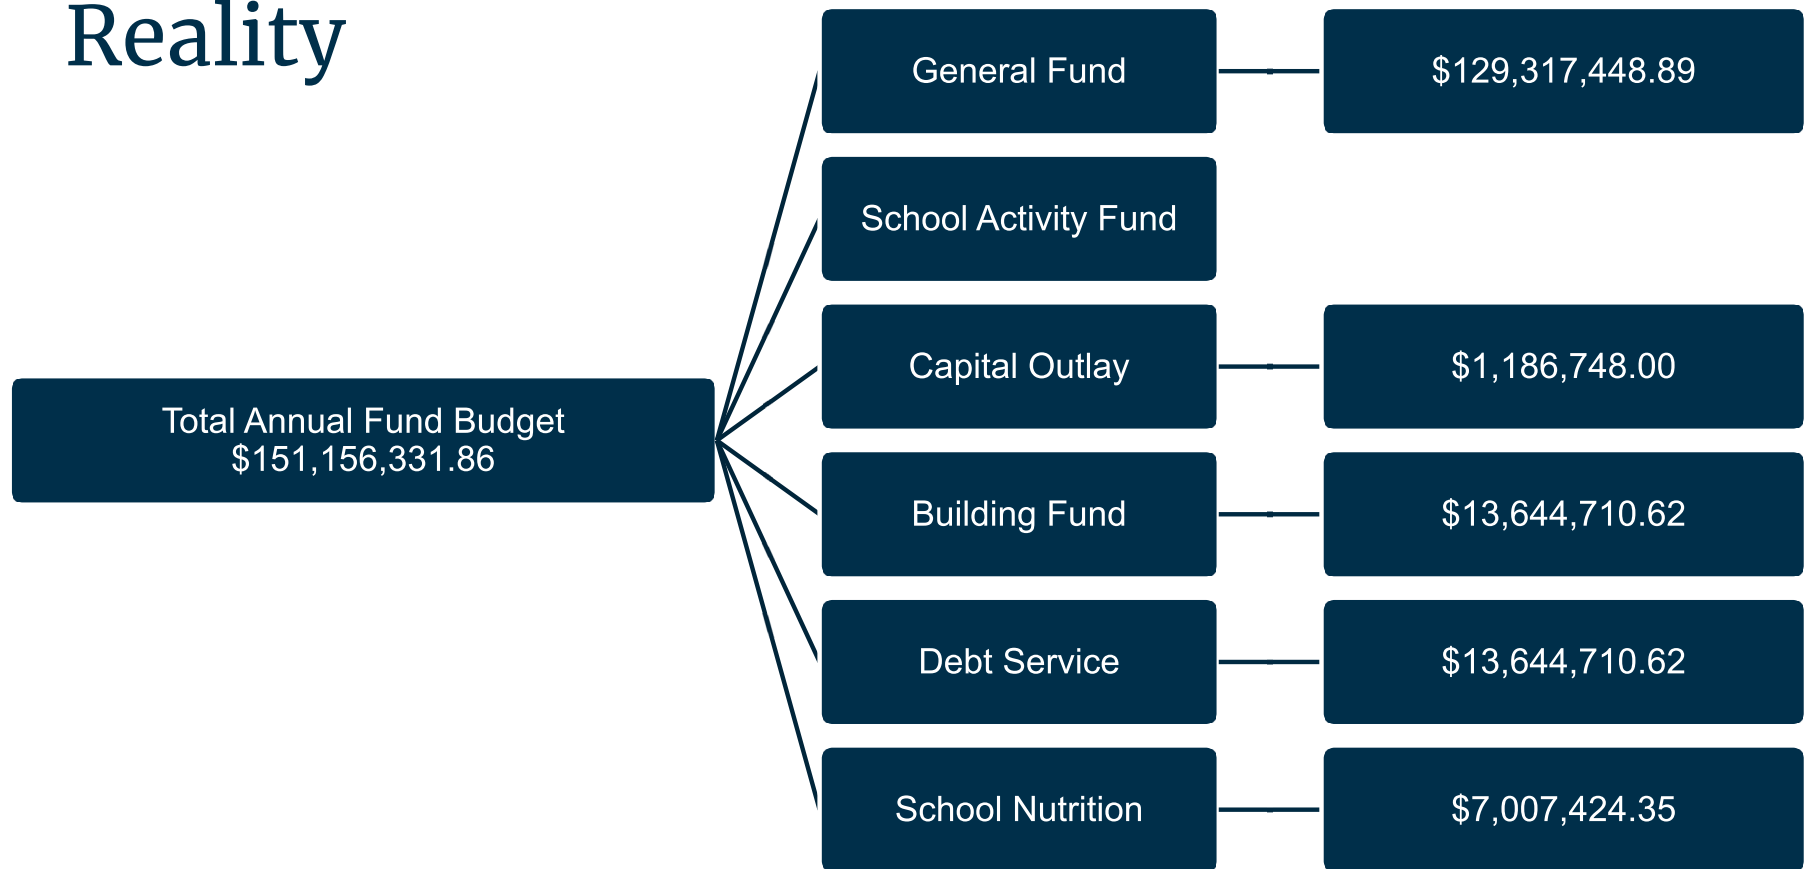 Reality
General Fund
$129,317,448.89
School Activity Fund
Capital Outlay
$1,186,748.00
Total Annual Fund Budget
$151,156,331.86
Building Fund
$13,644,710.62
Debt Service
$13,644,710.62
School Nutrition
$7,007,424.35